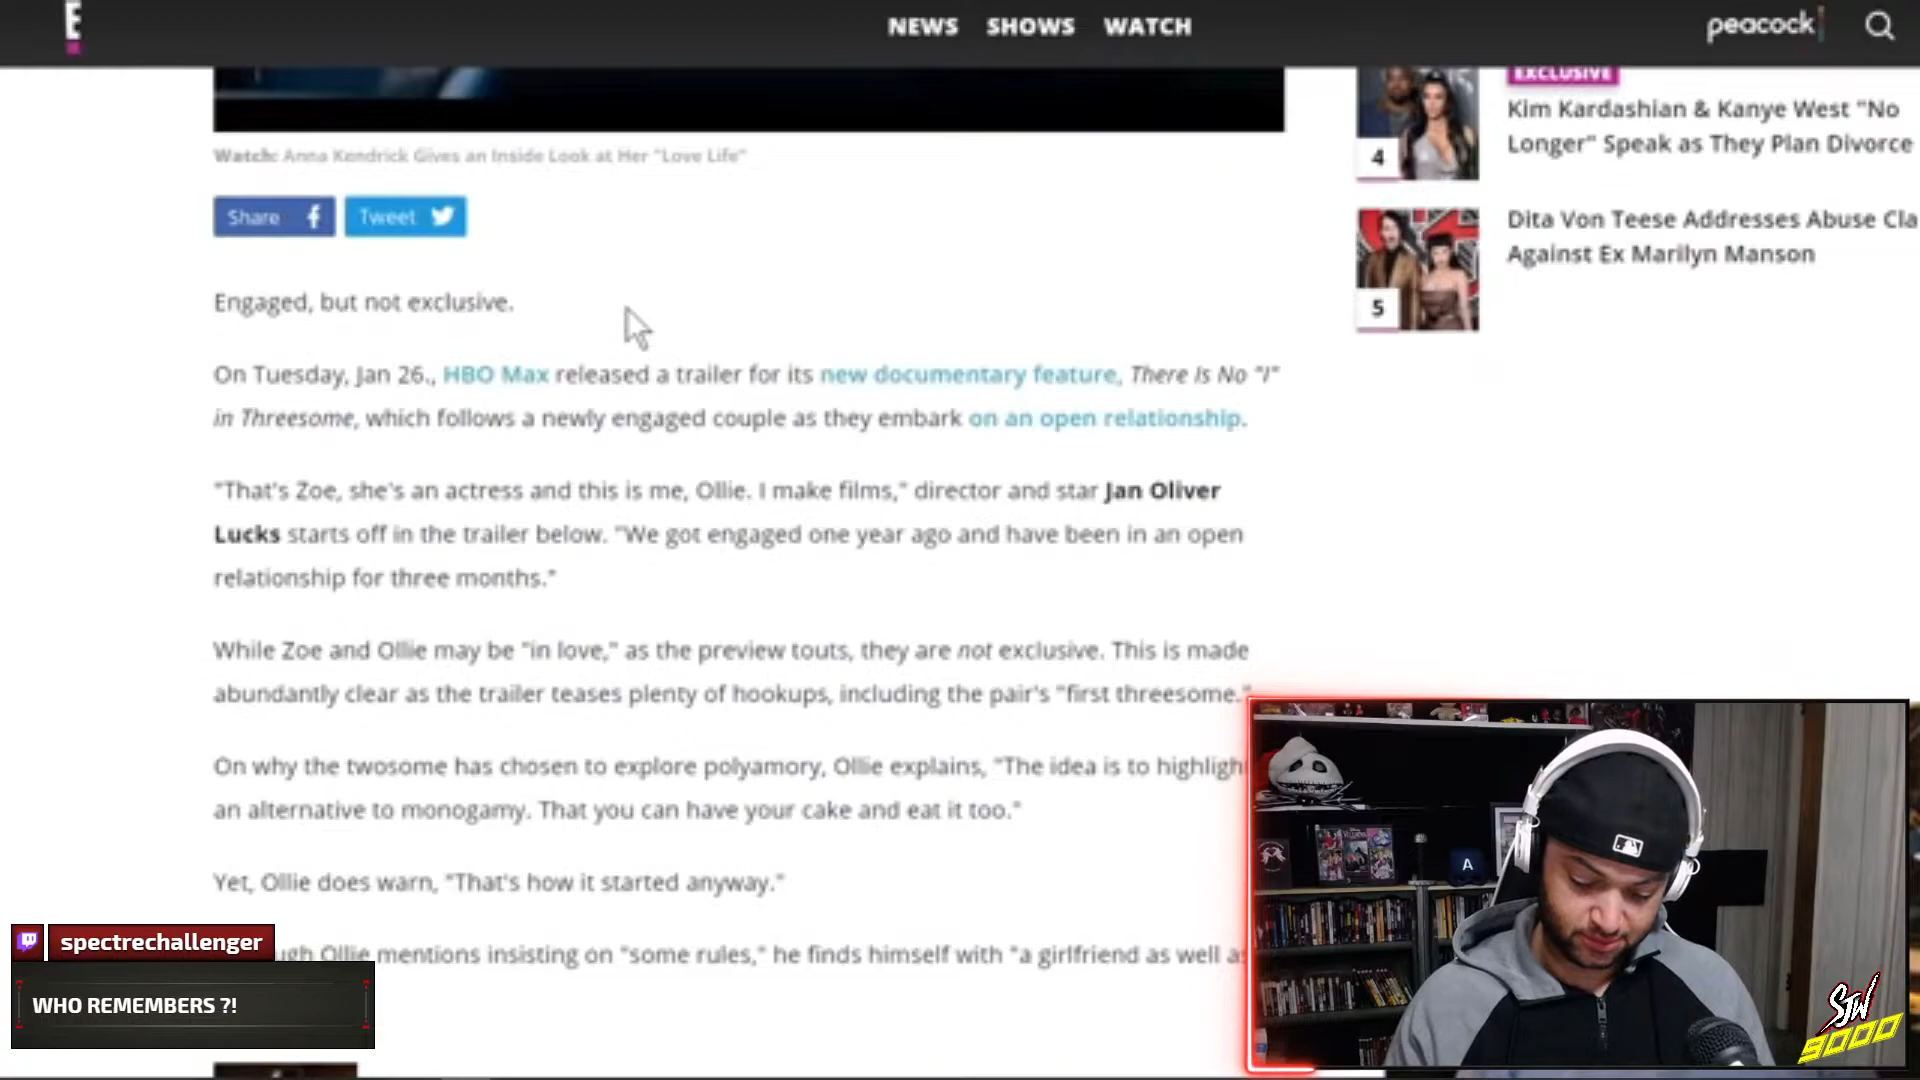 E
NEWS SHOWS WATCH
peacock
Watch: Anna Kendrick Gives an Inside Look at Her "Love Life"
Share f
Tweet
Engaged, but not exclusive.
On Tuesday, Jan 26., HBO Max released a trailer for its new documentary feature, There Is No "I"
in Threesome, which follows a newly engaged couple as they embark on an open relationship.
"That's Zoe, she's an actress and this is me, Ollie. I make films," director and star Jan Oliver
Lucks starts off in the trailer below. "We got engaged one year ago and have been in an open
relationship for three months."
While Zoe and Ollie may be "in love," as the preview touts, they are not exclusive. This is made
abundantly clear as the trailer teases plenty of hookups, including the pair's "first threesome."
On why the twosome has chosen to explore polyamory, Ollie explains, "The idea is to highligh
an alternative to monogamy. That you can have your cake and eat it too."
Yet, Ollie does warn, "That's how it started anyway."
ugh Ollie mentions insisting on "some rules," he finds himself with "a girlfriend as well as
EXCLUSIVE
Kim Kardashian & Kanye West "No
Longer" Speak as They Plan Divorce
4
Dita Von Teese Addresses Abuse Cla
Against Ex Marilyn Manson
5
spectrechallenger
WHO REMEMBERS ?!
A
SJW
9000